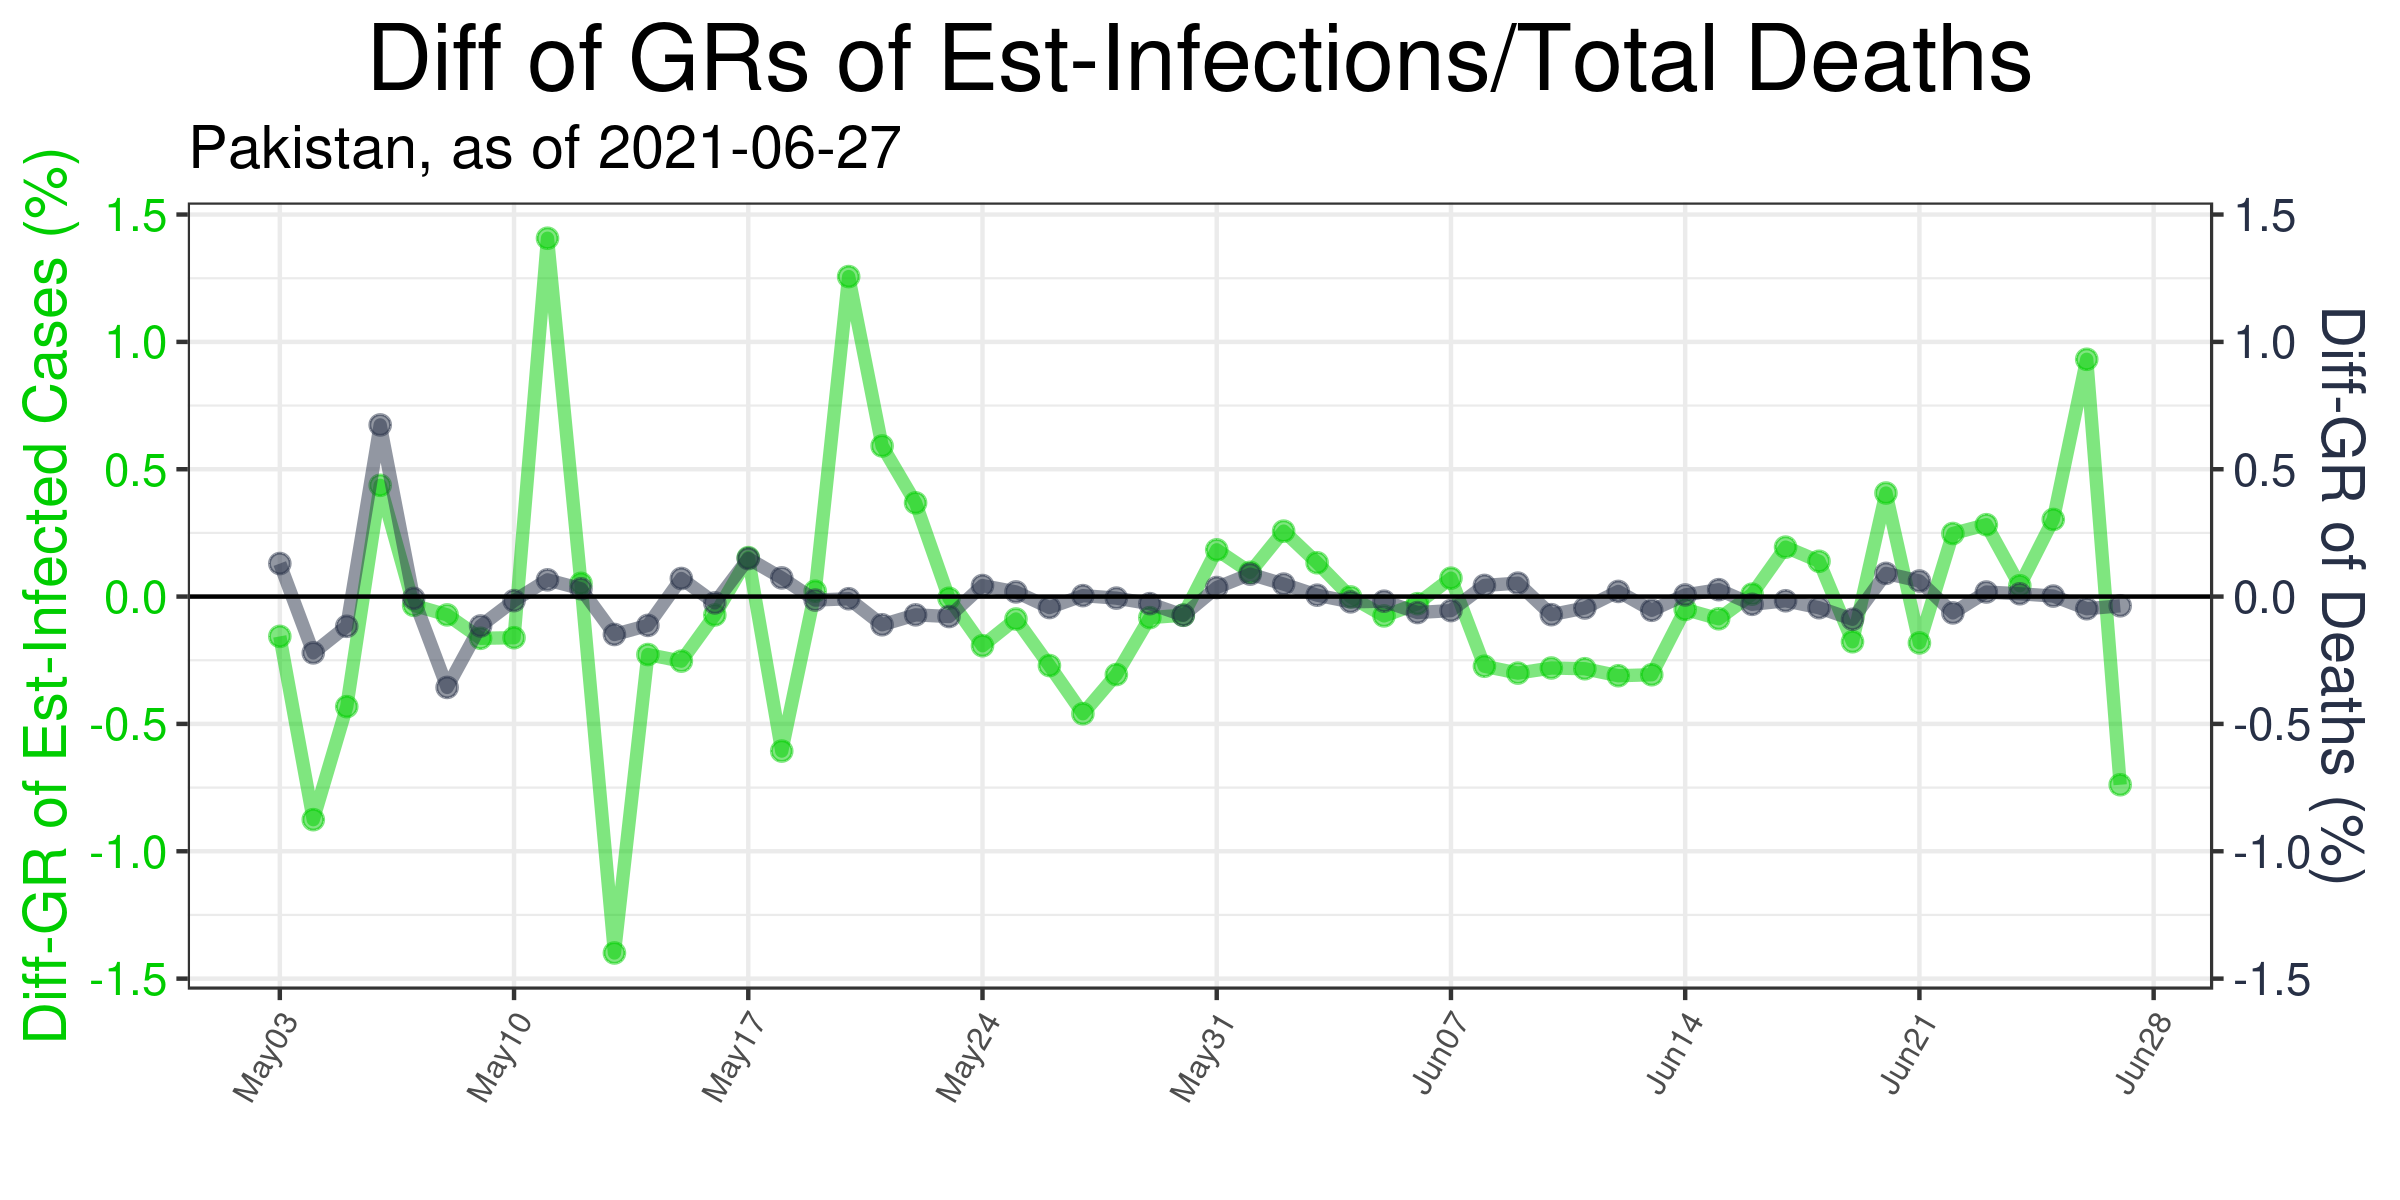 Diff of GRs of Est-Infections/Total Deaths
Pakistan, as of 2021-06-27
Diff-GR of Est-Infected Cases (%)
1.5
1.0
0.5
0.0
-0.5
-1.0
-1.5
1.5
1.0
0.5
0.0
-0.5
-1.0
-1.5
Diff-GR of Deaths (%)
May03
May10
May17
May24
May31
Jun07
Jun14
Jun21
Jun28